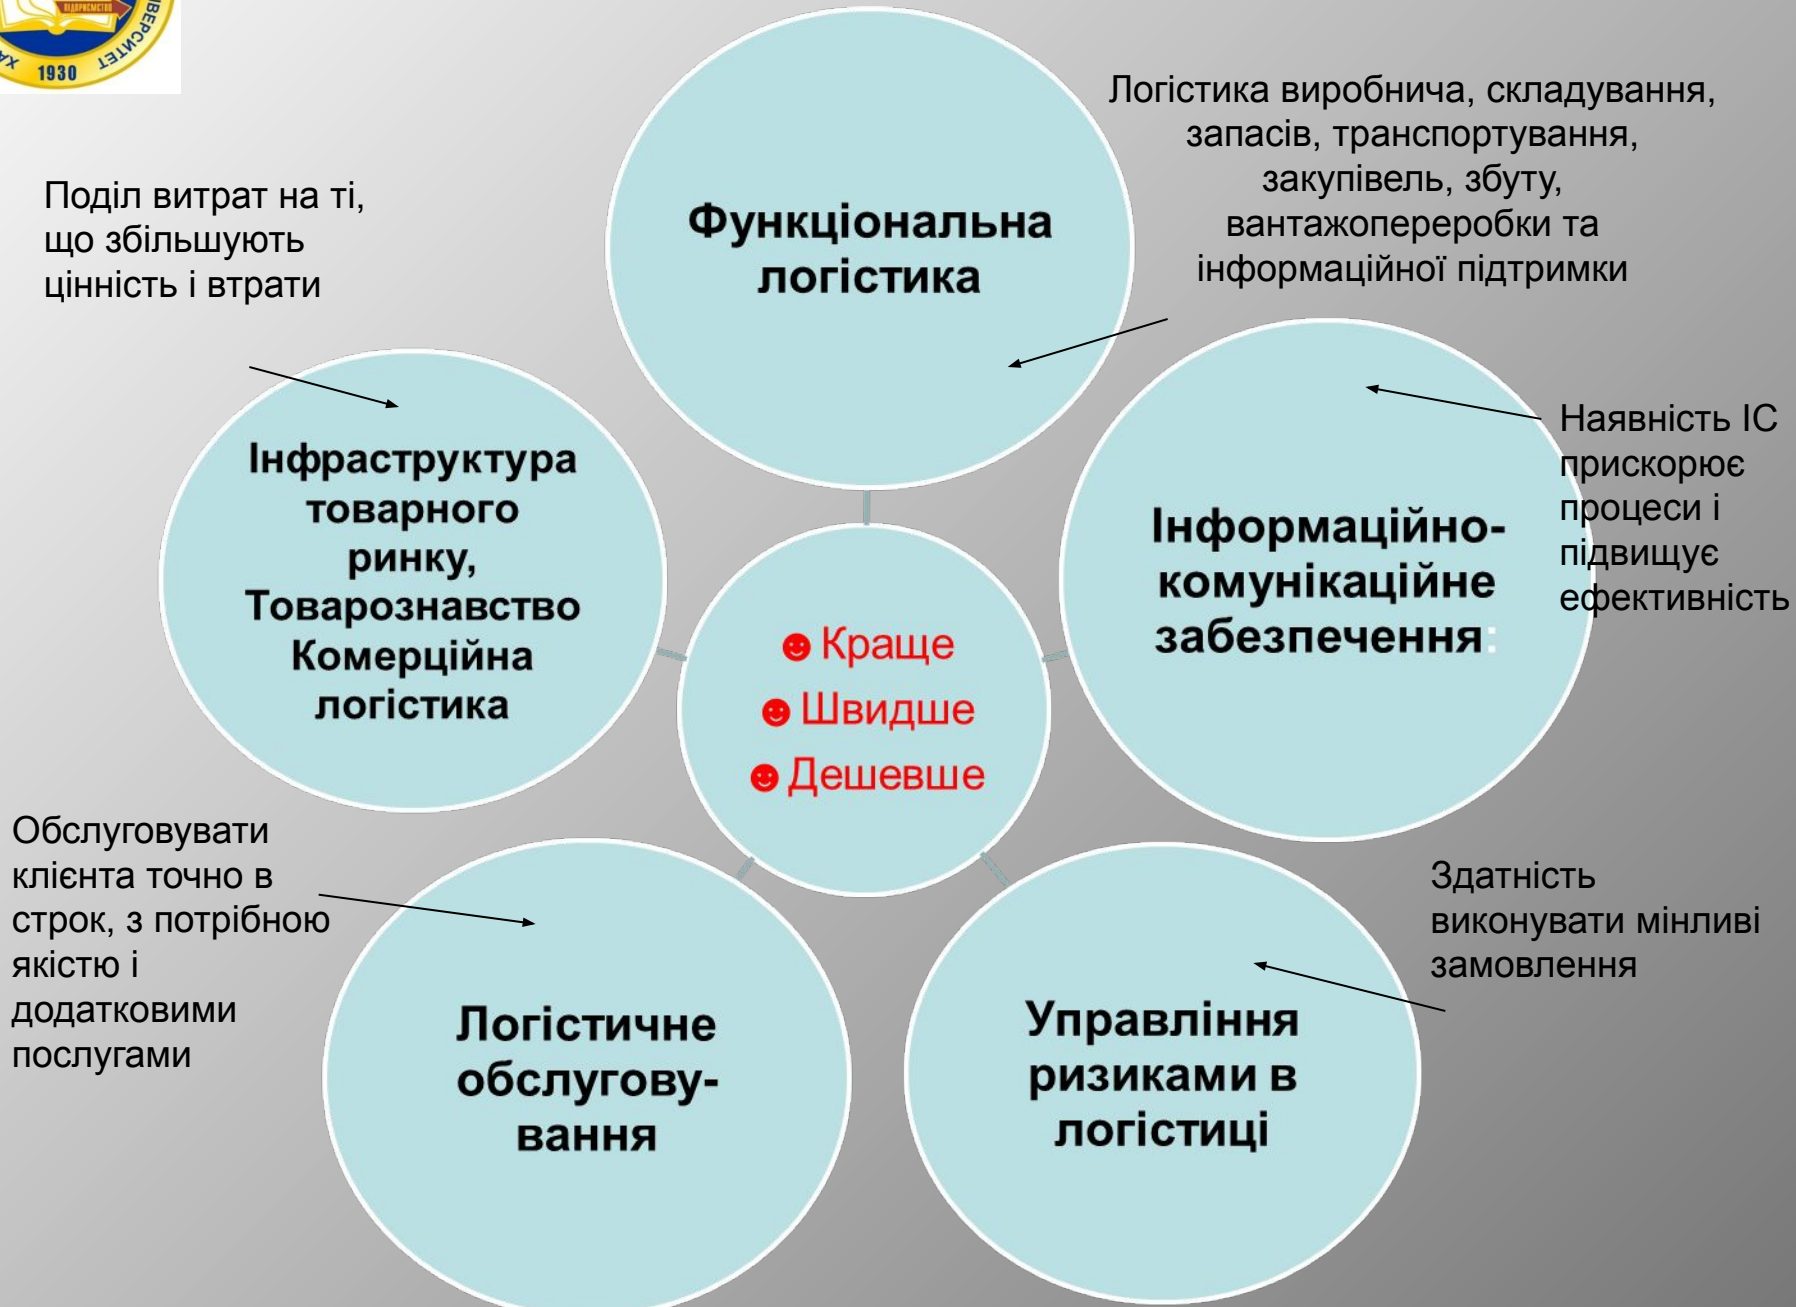 ПІДПРИЄМСТВО
1930
Логістика виробнича, складування,
запасів, транспортування,
закупівель, збуту,
вантажопереробки та
інформаційної підтримки
Поділ витрат на ті,
що збільшують
цінність і втрати
Функціональна
логістика
Наявність ІС
прискорює
процеси і
підвищує
ефективність
Інфраструктура
товарного
ринку,
Товарознавство
Комерційна
логістика
Інформаційно-
комунікаційне
забезпечення:
☻Краще
☻Швидше
☻Дешевше
Обслуговувати
клієнта точно в
строк, з потрібною
якістю і
додатковими
послугами
Здатність
виконувати мінливі
замовлення
Логістичне
обслугову-
вання
Управління
ризиками в
логістиці